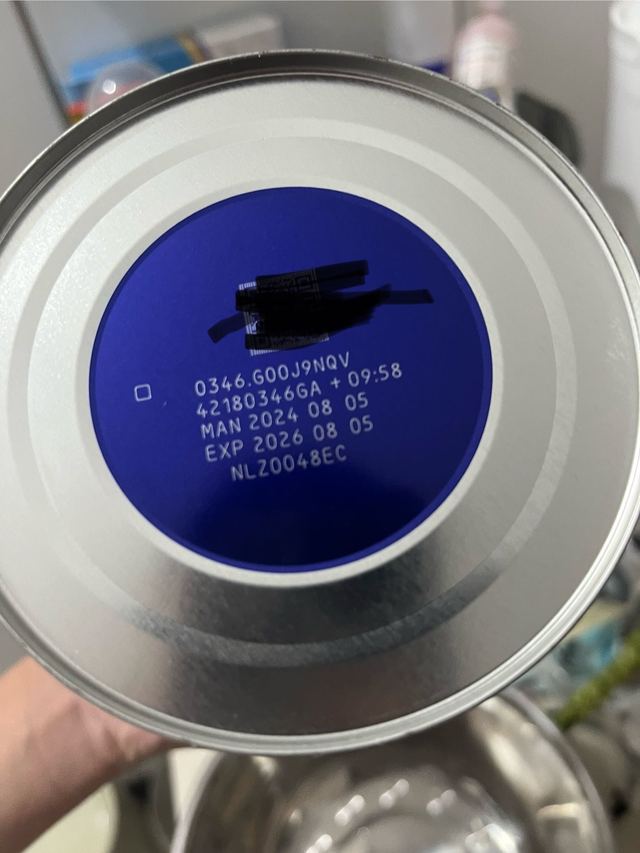 0346.G00J9NQV
42180346GA + 09:58
MAN 2024 08 05
EXP 2026 08 05
NLZ0048EC